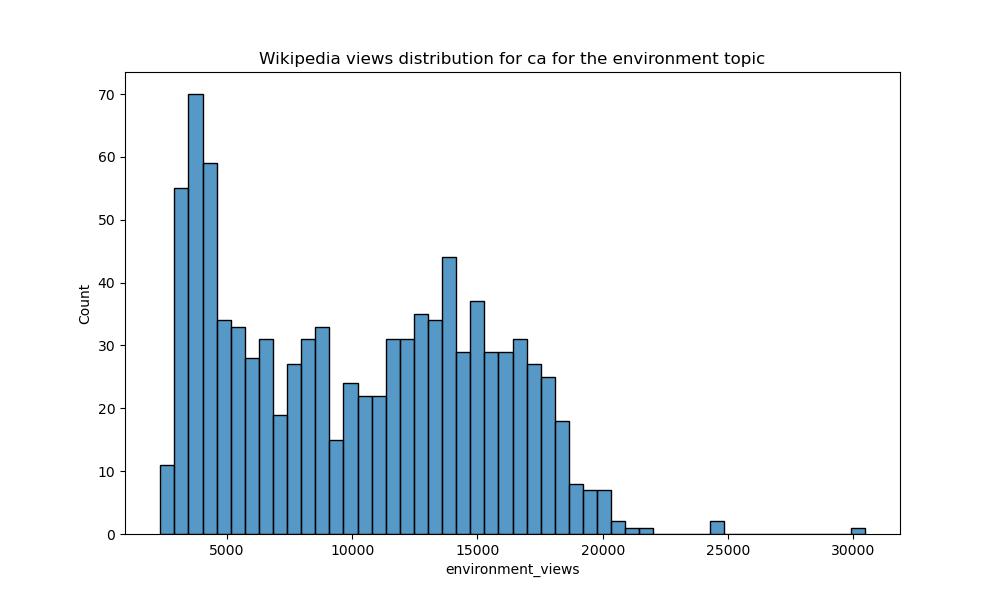 Wikipedia views distribution for ca for the environment topic
70
60
50
40
30
20
10
0
Count
5000 10000 15000 20000 25000 30000
environment_views